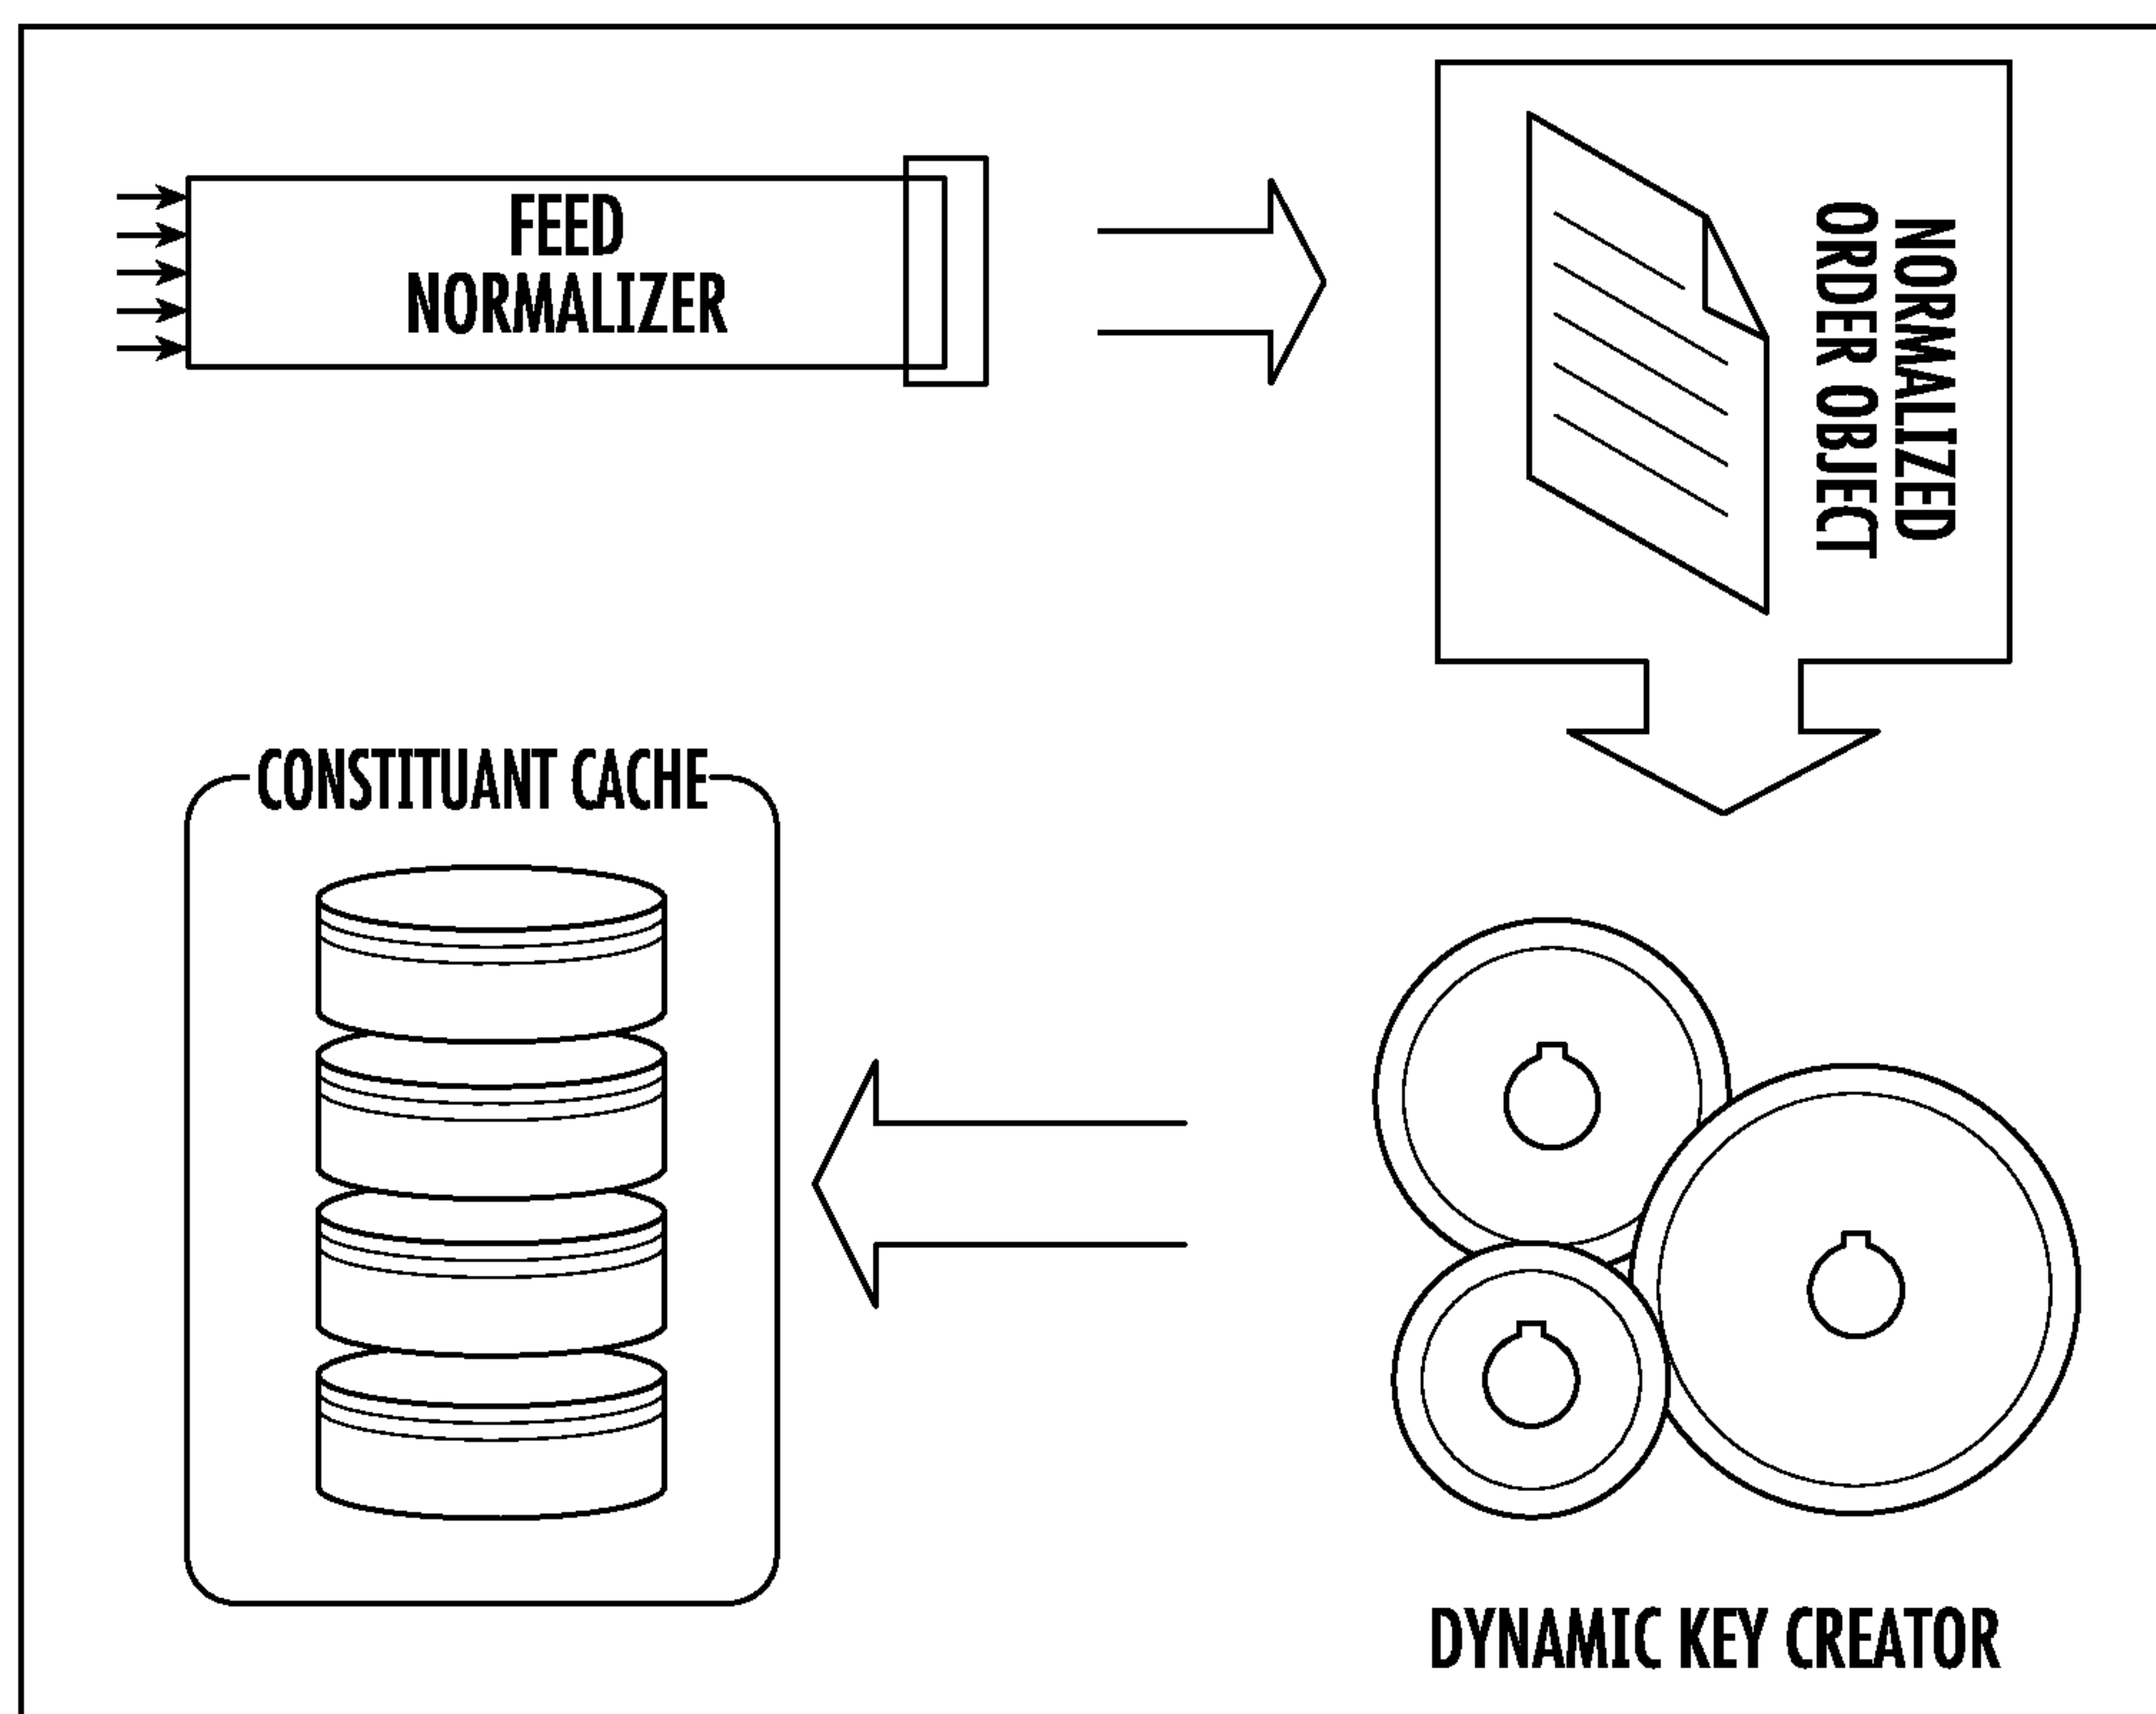 FEED
NORMALIZER
NORMALIZED
ORDER OBJECT
CONSTITUANT CACHE
DYNAMIC KEY CREATOR